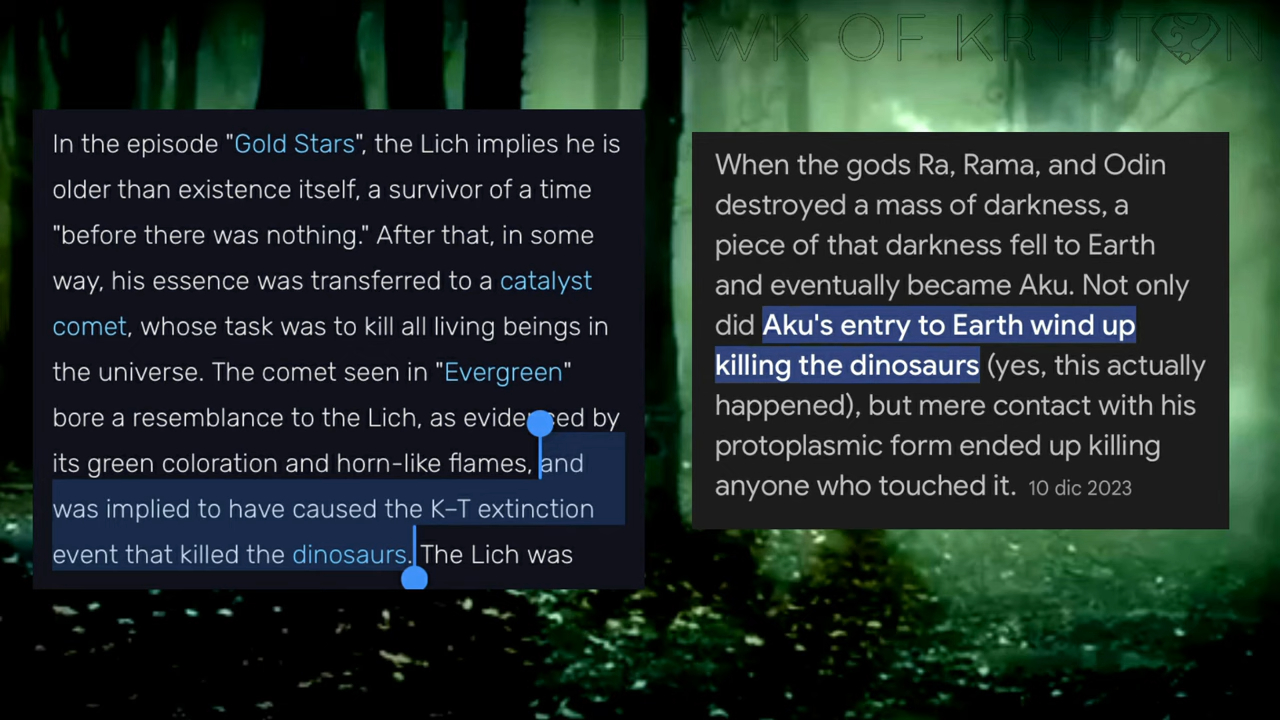 HAWK OF KRYPTON
In the episode "Gold Stars", the Lich implies he is
older than existence itself, a survivor of a time
"before there was nothing." After that, in some
way, his essence was transferred to a catalyst
comet, whose task was to kill all living beings in
the universe. The comet seen in "Evergreen"
bore a resemblance to the Lich, as evidenced by
its green coloration and horn-like flames, and
was implied to have caused the K–T extinction
event that killed the dinosaurs. The Lich was
When the gods Ra, Rama, and Odin
destroyed a mass of darkness, a
piece of that darkness fell to Earth
and eventually became Aku. Not only
did Aku's entry to Earth wind up
killing the dinosaurs (yes, this actually
happened), but mere contact with his
protoplasmic form ended up killing
anyone who touched it. 10 dic 2023